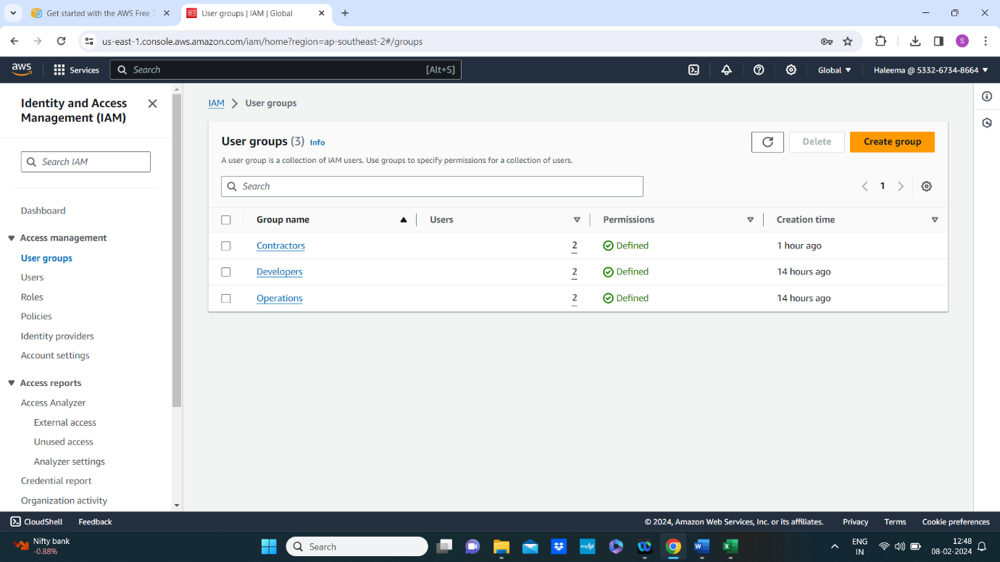 Get started with the AWS Free T
User groups | IAM | Global
us-east-1.console.aws.amazon.com/iam/home?region=ap-southeast-2#/groups
S
aws
Services
Search
[Alt+S]
Global
Haleema @ 5332-6734-8664
Identity and Access
Management (IAM)
Search IAM
Dashboard
Access management
User groups
Users
Roles
Policies
Identity providers
Account settings
Access reports
Access Analyzer
External access
Unused access
Analyzer settings
Credential report
Organization activity
IAM > User groups
User groups (3) Info
Delete
Create group
A user group is a collection of IAM users. Use groups to specify permissions for a collection of users.
Search
1
Group name Users Permissions Creation time
Contractors 2 Defined 1 hour ago
Developers 2 Defined 14 hours ago
Operations 2 Defined 14 hours ago
CloudShell Feedback © 2024, Amazon Web Services, Inc. or its affiliates. Privacy Terms Cookie preferences
Nifty bank
-0.88%
Search
myhp
ENG
IN
12:48
08-02-2024